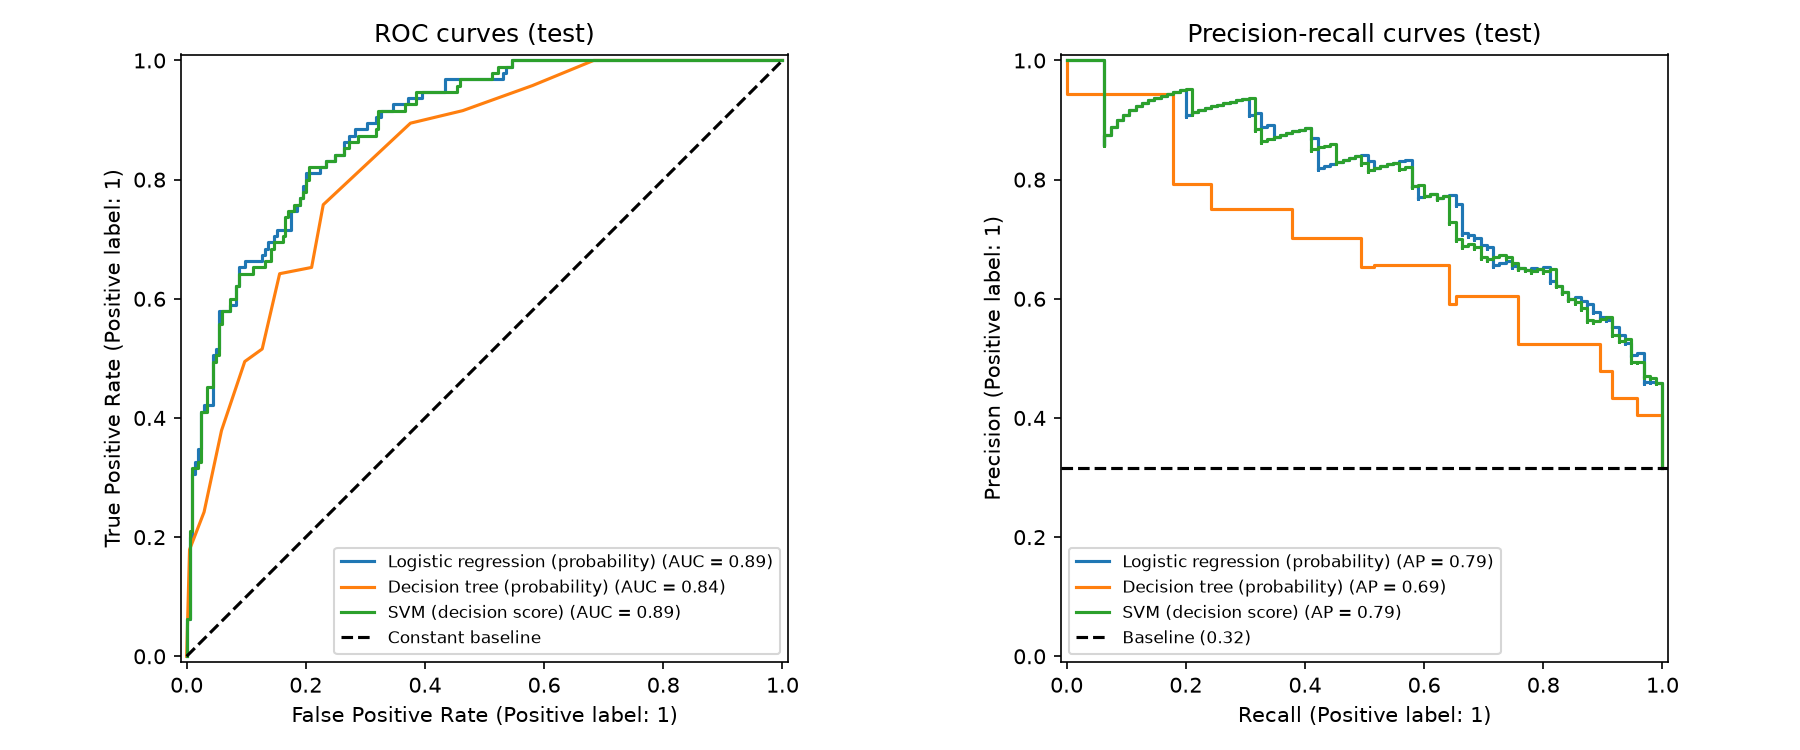 ROC curves (test)
True Positive Rate (Positive label: 1)
1.0
0.8
0.6
0.4
0.2
0.0
Logistic regression (probability) (AUC = 0.89)
Decision tree (probability) (AUC = 0.84)
SVM (decision score) (AUC = 0.89)
Constant baseline
0.0 0.2 0.4 0.6 0.8 1.0
False Positive Rate (Positive label: 1)
Precision-recall curves (test)
Precision (Positive label: 1)
1.0
0.8
0.6
0.4
0.2
0.0
Logistic regression (probability) (AP = 0.79)
Decision tree (probability) (AP = 0.69)
SVM (decision score) (AP = 0.79)
Baseline (0.32)
0.0 0.2 0.4 0.6 0.8 1.0
Recall (Positive label: 1)